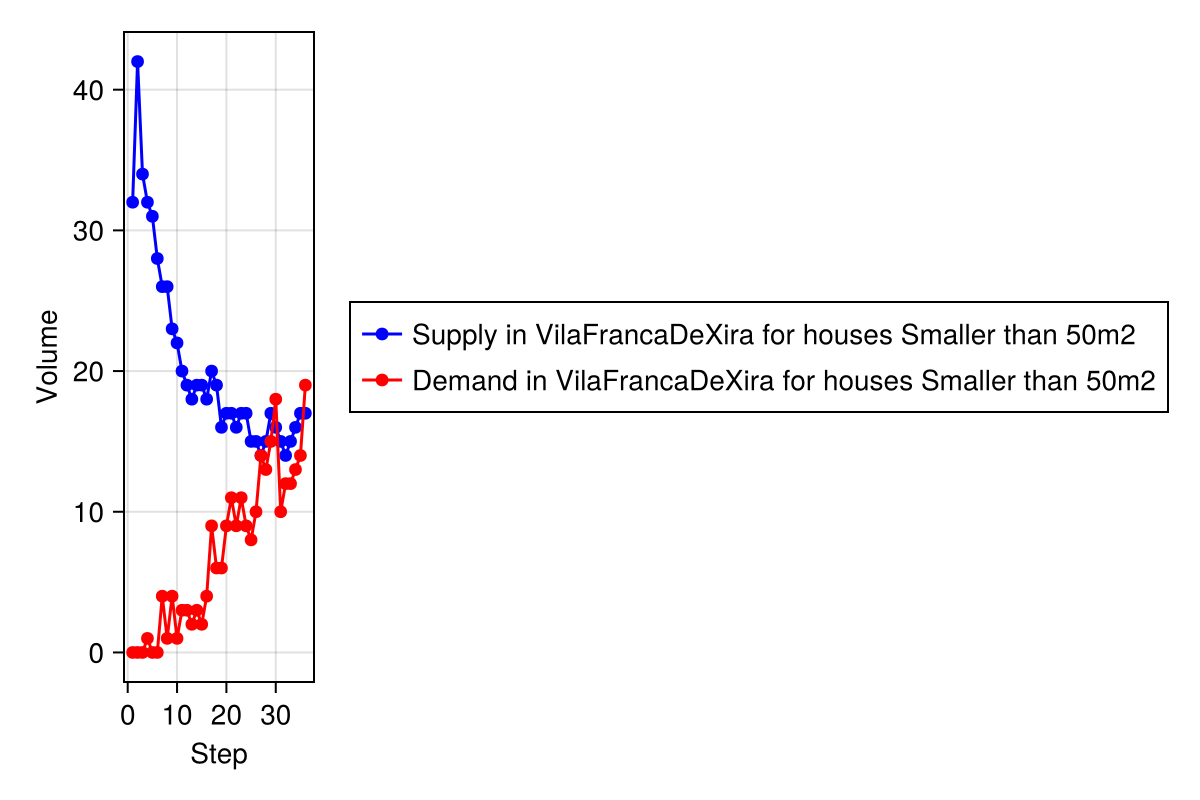 40
30
20
10
0
Volume
0 10 20 30
Step
Supply in VilaFrancaDeXira for houses Smaller than 50m2
Demand in VilaFrancaDeXira for houses Smaller than 50m2